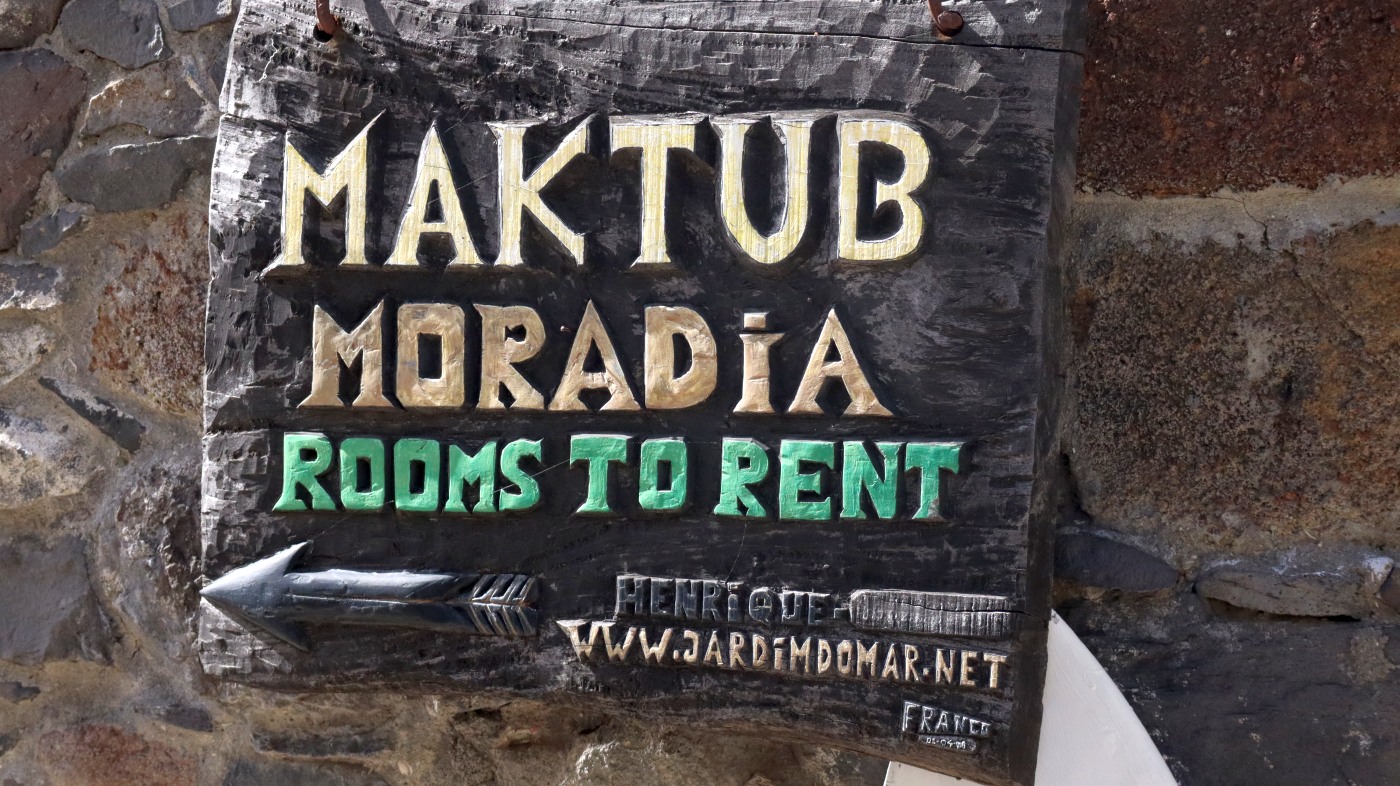 MAKTUB
MORADiA
ROOMS TO RENT
HENRiQUE-
WWW.JARDiMDOMAR.NET
FRANCO